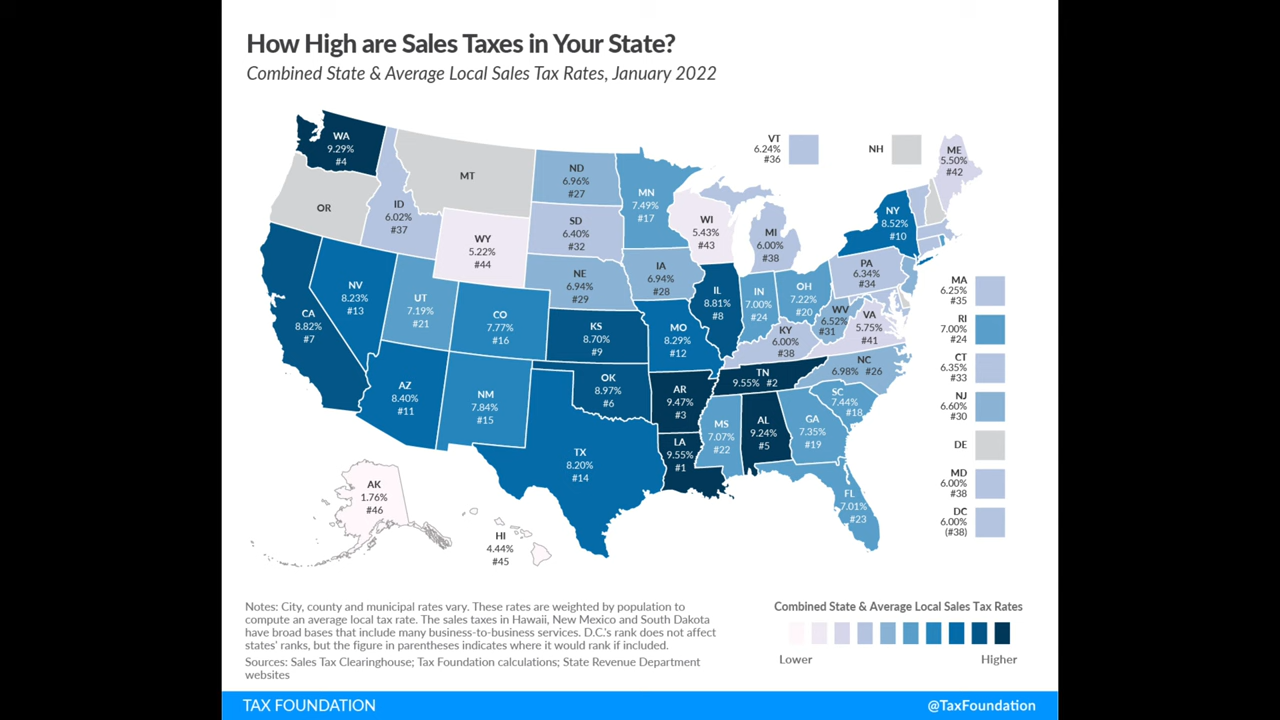 How High are Sales Taxes in Your State?
Combined State & Average Local Sales Tax Rates, January 2022
WA
9.29%
#4
MT
OR
ID
6.02%
#37
WY
5.22%
#44
ND
6.96%
#27
SD
6.40%
#32
NE
6.94%
#29
MN
7.49%
#17
IA
6.94%
#28
WI
5.43%
#43
MI
6.00%
#38
VT
6.24%
#36
NH
ME
5.50%
#42
NY
8.52%
#10
PA
6.34%
#34
CA
8.82%
#7
NV
8.23%
#13
UT
7.19%
#21
CO
7.77%
#16
KS
8.70%
#9
MO
8.29%
#12
IL
8.81%
#8
IN
7.00%
#24
OH
7.22%
#20
WV
6.52%
#31
VA
5.75%
#41
KY
6.00%
#38
NC
6.98% #26
TN
9.55% #2
SC
7.44%
#18
AZ
8.40%
#11
NM
7.84%
#15
OK
8.97%
#6
AR
9.47%
#3
TX
8.20%
#14
LA
9.55%
#1
MS
7.07%
#22
AL
9.24%
#5
GA
7.35%
#19
FL
7.01%
#23
AK
1.76%
#46
HI
4.44%
#45
MA
6.25%
#35
RI
7.00%
#24
CT
6.35%
#33
NJ
6.60%
#30
DE
MD
6.00%
#38
DC
6.00%
(#38)
Notes: City, county and municipal rates vary. These rates are weighted by population to
compute an average local tax rate. The sales taxes in Hawaii, New Mexico and South Dakota
have broad bases that include many business-to-business services. D.C.'s rank does not affect
states' ranks, but the figure in parentheses indicates where it would rank if included.
Sources: Sales Tax Clearinghouse; Tax Foundation calculations; State Revenue Department
websites
Combined State & Average Local Sales Tax Rates
Lower Higher
TAX FOUNDATION
@TaxFoundation